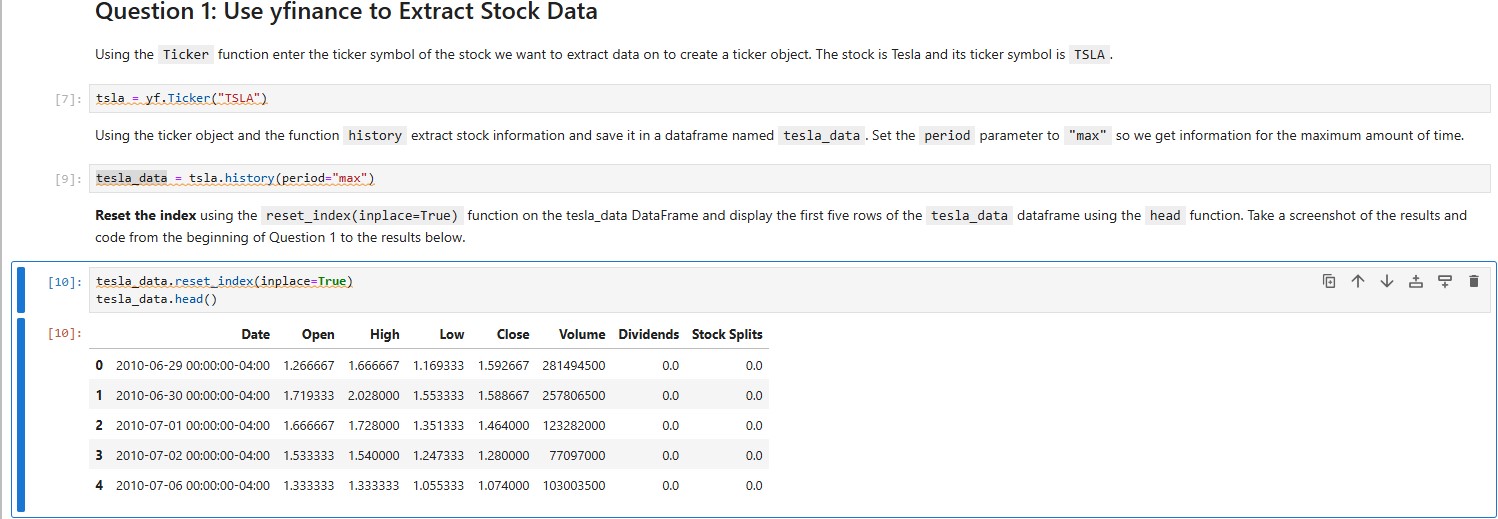 Question 1: Use yfinance to Extract Stock Data
Using the Ticker function enter the ticker symbol of the stock we want to extract data on to create a ticker object. The stock is Tesla and its ticker symbol is TSLA .
[7]: tsla = yf.Ticker("TSLA")
Using the ticker object and the function history extract stock information and save it in a dataframe named tesla_data . Set the period parameter to "max" so we get information for the maximum amount of time.
[9]: tesla_data = tsla.history(period="max")
Reset the index using the reset_index(inplace=True) function on the tesla_data DataFrame and display the first five rows of the tesla_data dataframe using the head function. Take a screenshot of the results and
code from the beginning of Question 1 to the results below.
[10]: tesla_data.reset_index(inplace=True)
tesla_data.head()
[10]: Date Open High Low Close Volume Dividends Stock Splits
0 2010-06-29 00:00:00-04:00 1.266667 1.666667 1.169333 1.592667 281494500 0.0 0.0
1 2010-06-30 00:00:00-04:00 1.719333 2.028000 1.553333 1.588667 257806500 0.0 0.0
2 2010-07-01 00:00:00-04:00 1.666667 1.728000 1.351333 1.464000 123282000 0.0 0.0
3 2010-07-02 00:00:00-04:00 1.533333 1.540000 1.247333 1.280000 77097000 0.0 0.0
4 2010-07-06 00:00:00-04:00 1.333333 1.333333 1.055333 1.074000 103003500 0.0 0.0